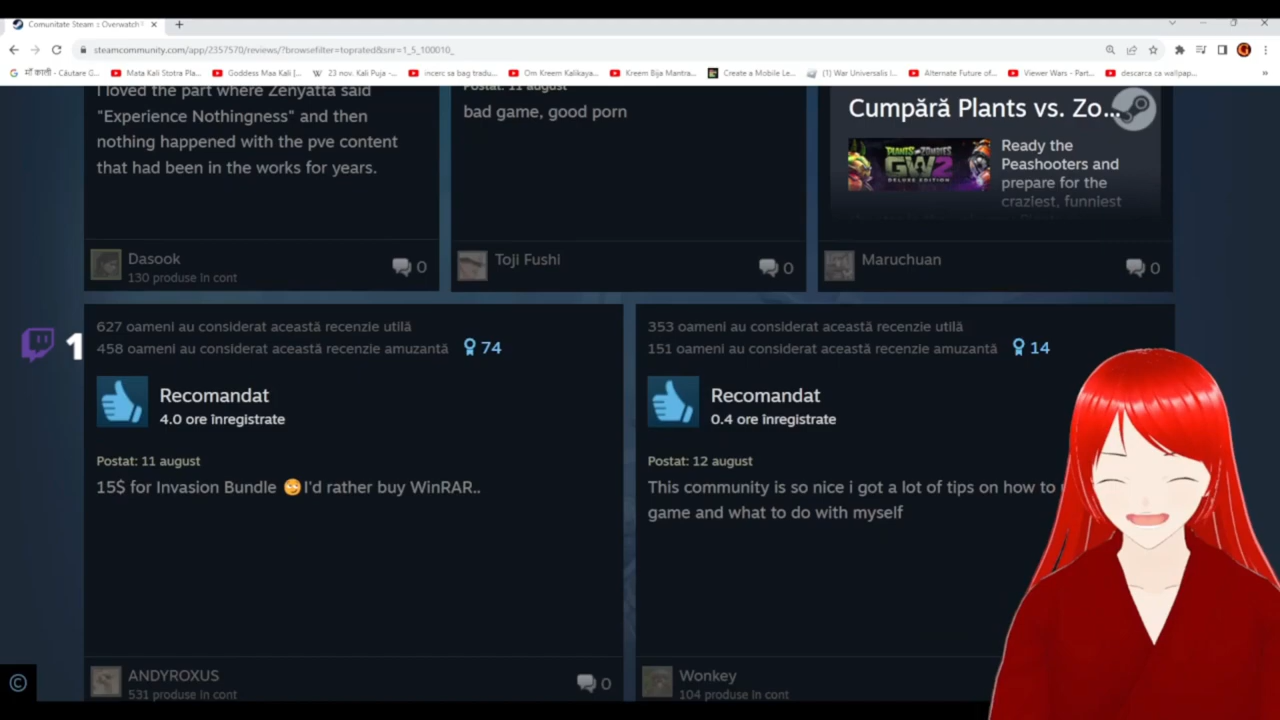 Comunitate Steam :: Overwatch
steamcommunity.com/app/2357570/reviews/?browsefilter=toprated&snr=1_5_100010_
माँ काली - Căutare G...
Mata Kali Stotra Pla...
Goddess Maa Kali |...
23 nov. Kali Puja -...
incerc sa bag tradu...
Om Kreem Kalikaya...
Kreem Bija Mantra...
Create a Mobile Le...
(1) War Universalis |...
Alternate Future of...
Viewer Wars - Part...
descarca ca wallpap...
I loved the part where Zenyatta said
"Experience Nothingness" and then
nothing happened with the pve content
that had been in the works for years.
Dasook
130 produse în cont
0
Postat: 11 august
bad game, good porn
Toji Fushi
0
Cumpără Plants vs. Zo...
PLANTS vs. ZOMBIES
GW2
DELUXE EDITION
Ready the
Peashooters and
prepare for the
craziest, funniest
Maruchuan
0
1
627 oameni au considerat această recenzie utilă
458 oameni au considerat această recenzie amuzantă 74
Recomandat
4.0 ore înregistrate
Postat: 11 august
15$ for Invasion Bundle 🙄I'd rather buy WinRAR..
ANDYROXUS
531 produse în cont
0
353 oameni au considerat această recenzie utilă
151 oameni au considerat această recenzie amuzantă 14
Recomandat
0.4 ore înregistrate
Postat: 12 august
This community is so nice i got a lot of tips on how to
game and what to do with myself
Wonkey
104 produse în cont
©